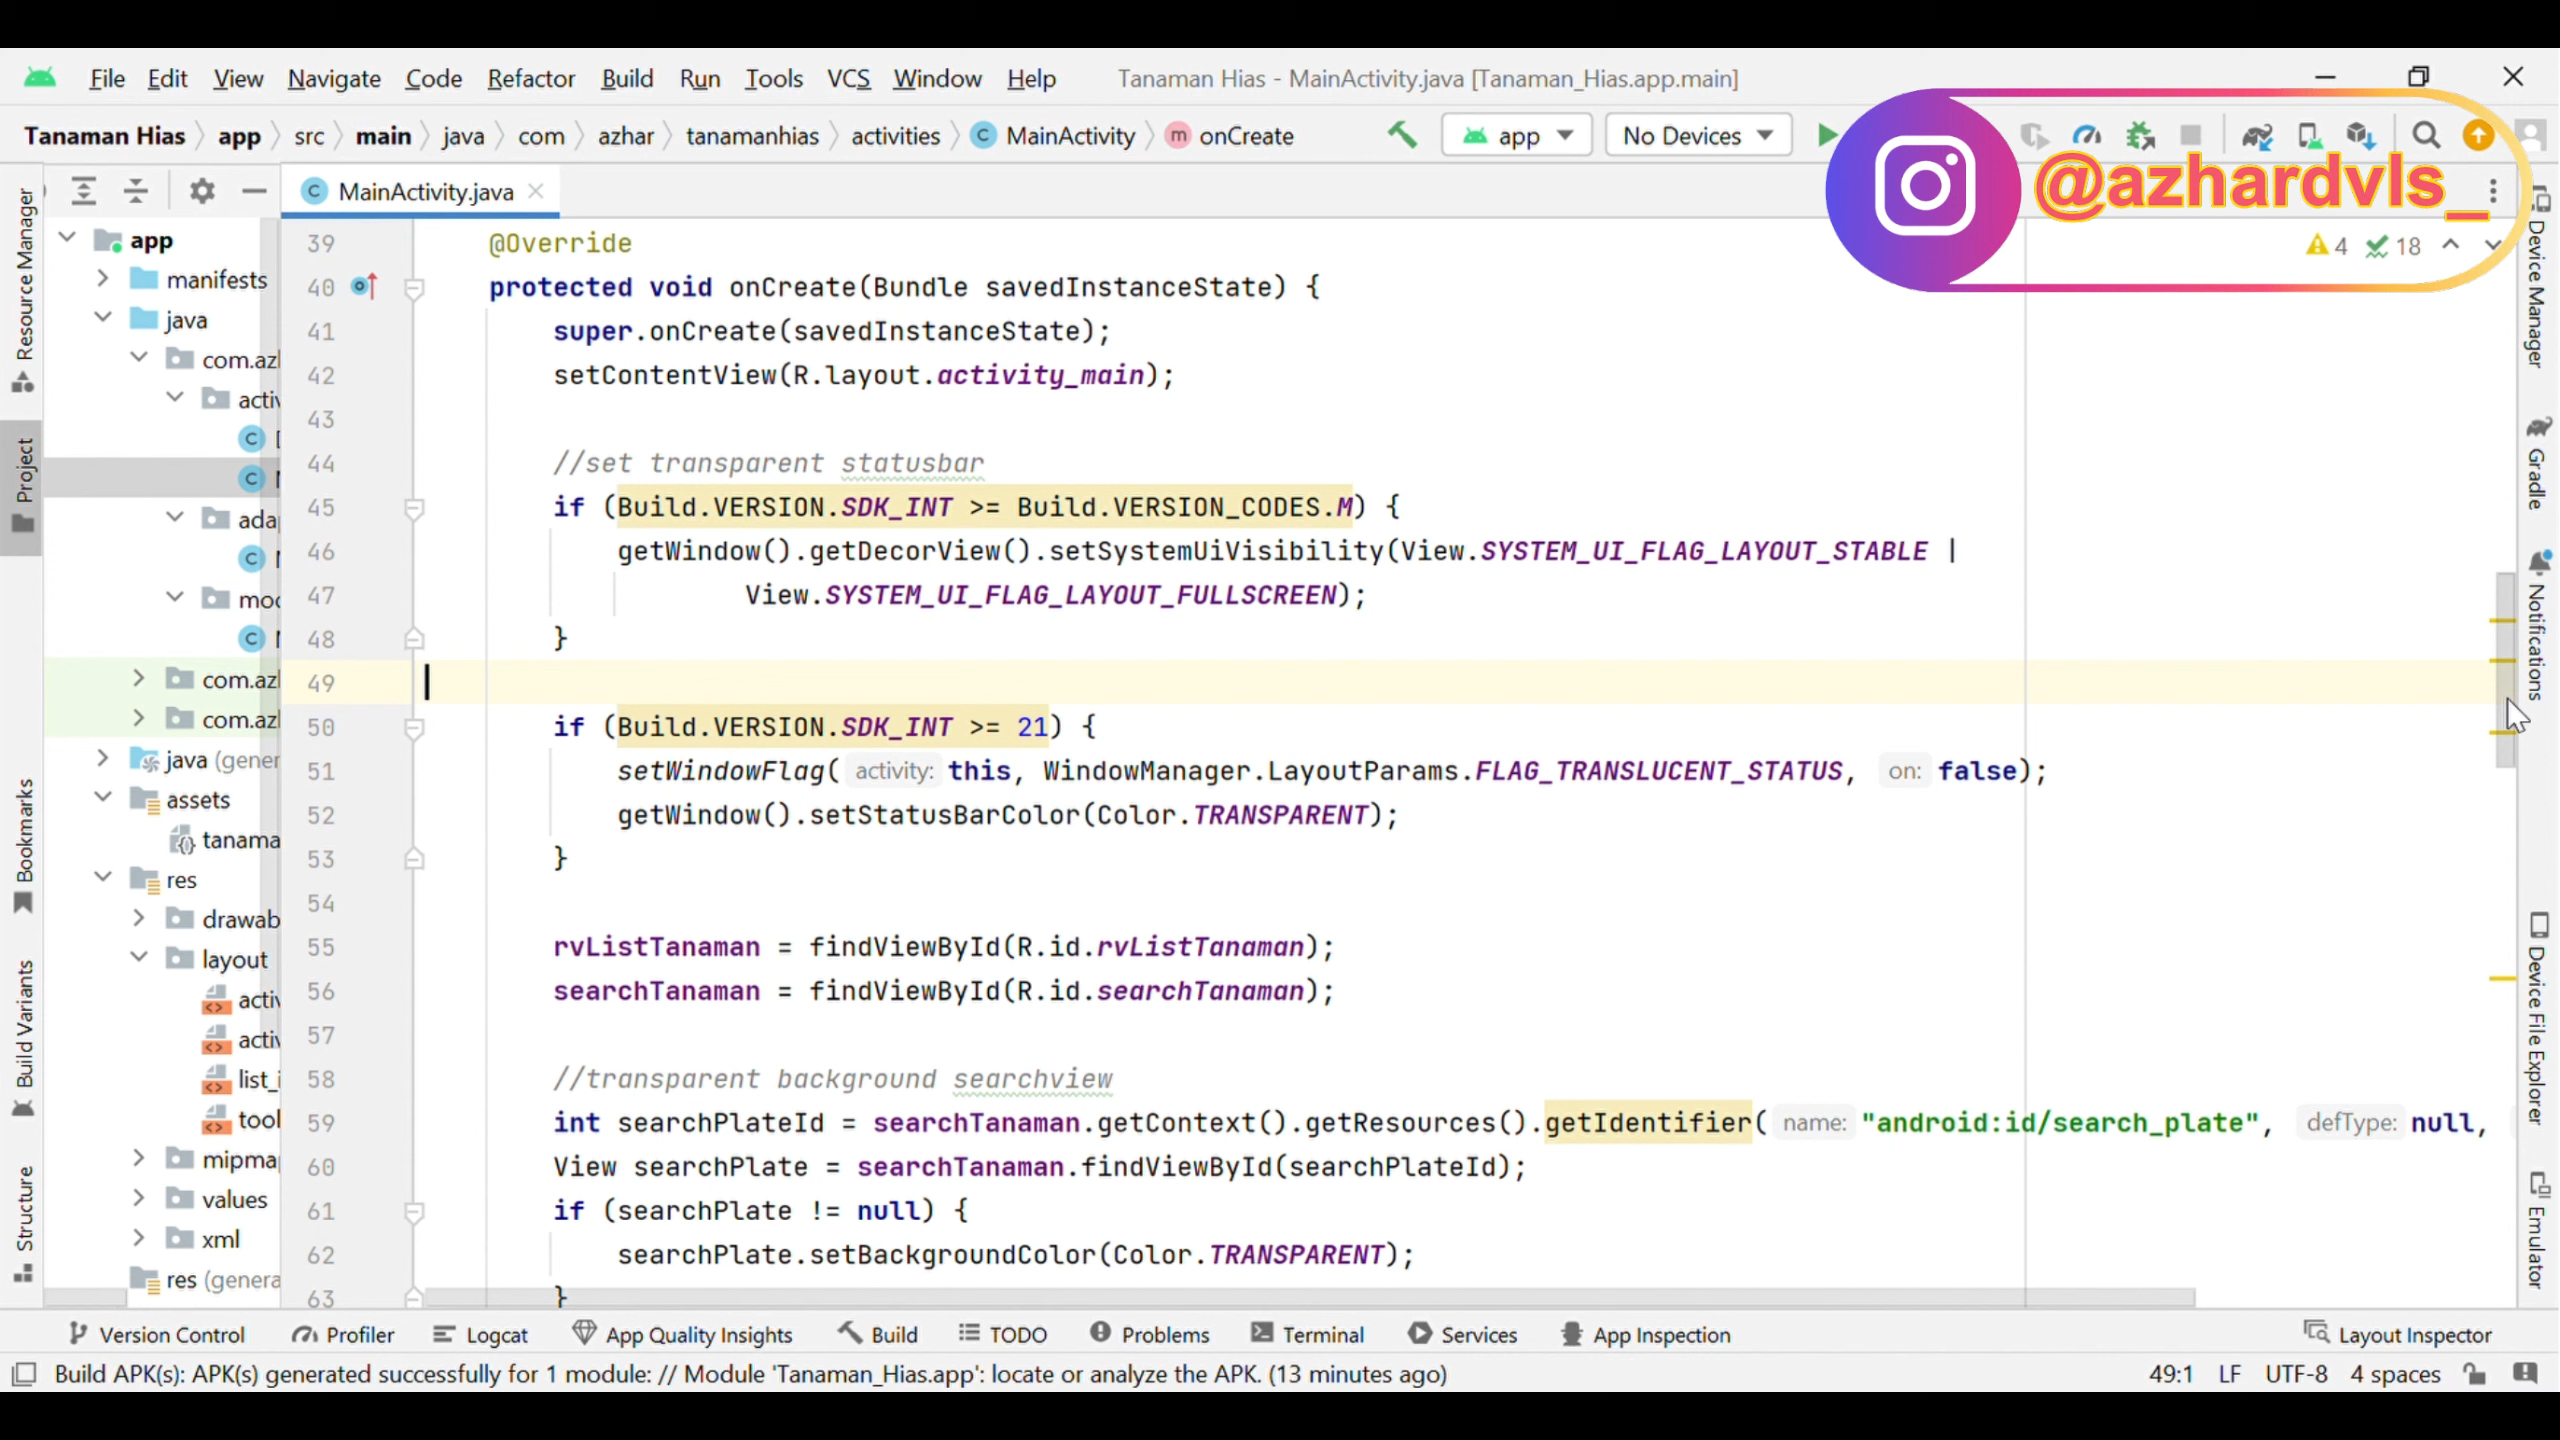 File Edit View Navigate Code Refactor Build Run Tools VCS Window Help Tanaman Hias - MainActivity.java [Tanaman_Hias.app.main]
Tanaman Hias app src main java com azhar tanamanhias activities MainActivity onCreate app No Devices
@azhardvls_
MainActivity.java
4 18
39 @Override
40 protected void onCreate(Bundle savedInstanceState) {
41 super.onCreate(savedInstanceState);
42 setContentView(R.layout.activity_main);
43
44 //set transparent statusbar
45 if (Build.VERSION.SDK_INT >= Build.VERSION_CODES.M) {
46 getWindow().getDecorView().setSystemUiVisibility(View.SYSTEM_UI_FLAG_LAYOUT_STABLE |
47 View.SYSTEM_UI_FLAG_LAYOUT_FULLSCREEN);
48 }
49
50 if (Build.VERSION.SDK_INT >= 21) {
51 setWindowFlag( activity: this, WindowManager.LayoutParams.FLAG_TRANSLUCENT_STATUS, on: false);
52 getWindow().setStatusBarColor(Color.TRANSPARENT);
53 }
54
55 rvListTanaman = findViewById(R.id.rvListTanaman);
56 searchTanaman = findViewById(R.id.searchTanaman);
57
58 //transparent background searchview
59 int searchPlateId = searchTanaman.getContext().getResources().getIdentifier( name: "android:id/search_plate", defType: null,
60 View searchPlate = searchTanaman.findViewById(searchPlateId);
61 if (searchPlate != null) {
62 searchPlate.setBackgroundColor(Color.TRANSPARENT);
63 }
app
manifests
java
com.az
activ
ada
mod
com.az
com.az
java (gener
assets
tanama
res
drawab
layout
activ
activ
list_i
tool
mipma
values
xml
res (genera
Resource Manager
Project
Bookmarks
Build Variants
Structure
Device Manager
Gradle
Notifications
Device File Explorer
Emulator
Version Control Profiler Logcat App Quality Insights Build TODO Problems Terminal Services App Inspection Layout Inspector
Build APK(s): APK(s) generated successfully for 1 module: // Module 'Tanaman_Hias.app': locate or analyze the APK. (13 minutes ago) 49:1 LF UTF-8 4 spaces